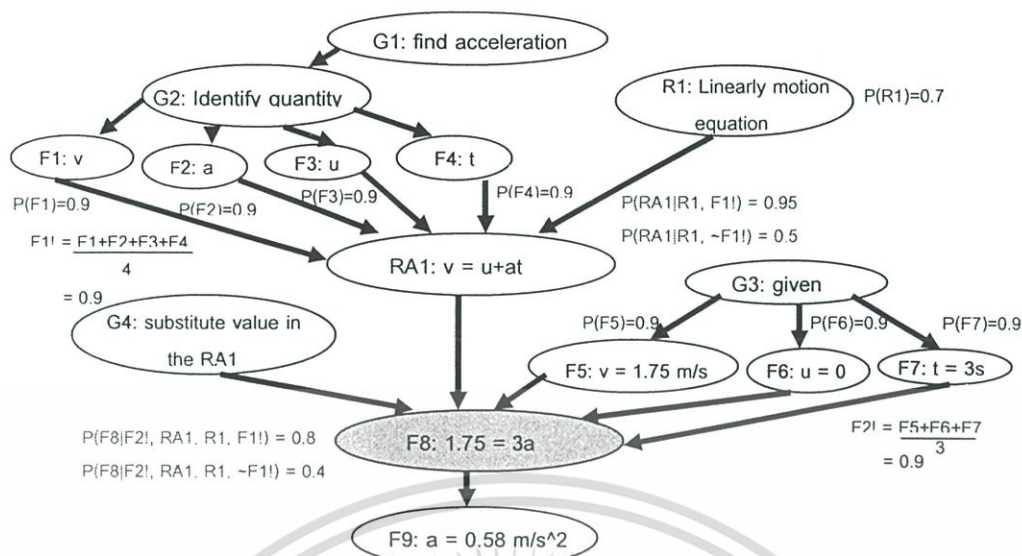 G1: find acceleration
G2: Identify quantity
R1: Linearly motion
equation
P(R1)=0.7
F1: v
F2: a
F3: u
F4: t
P(F1)=0.9
P(F2)=0.9
P(F3)=0.9
P(F4)=0.9
P(RA1|R1, F1!) = 0.95
P(RA1|R1, ~F1!) = 0.5
F1! = F1+F2+F3+F4
4
= 0.9
RA1: v = u+at
G3: given
G4: substitute value in
the RA1
P(F5)=0.9
P(F6)=0.9
P(F7)=0.9
F5: v = 1.75 m/s
F6: u = 0
F7: t = 3s
P(F8|F2!, RA1, R1, F1!) = 0.8
P(F8|F2!, RA1, R1, ~F1!) = 0.4
F8: 1.75 = 3a
F2! = F5+F6+F7
3
= 0.9
F9: a = 0.58 m/s^2